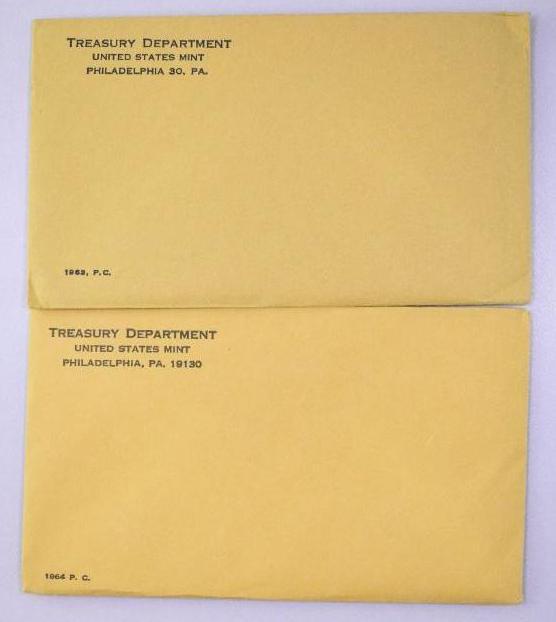 TREASURY DEPARTMENT
UNITED STATES MINT
PHILADELPHIA 30, PA.
1963, P.C.
TREASURY DEPARTMENT
UNITED STATES MINT
PHILADELPHIA, PA. 19130
1964 P. C.